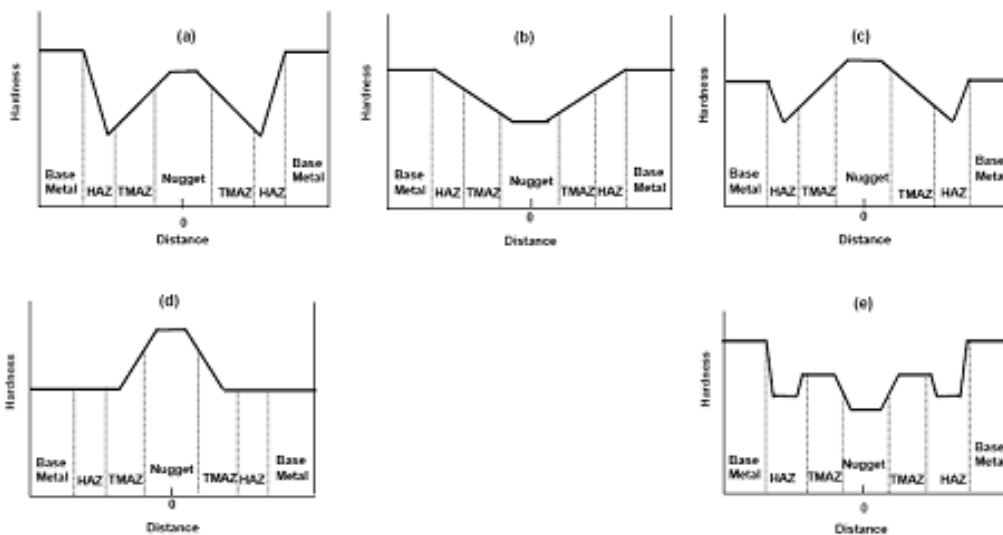 (a)
Hardness
Base
Metal
HAZ
TMAZ
Nugget
TMAZ
HAZ
Base
Metal
0
Distance
(b)
Hardness
Base
Metal
HAZ
TMAZ
Nugget
TMAZ
HAZ
Base
Metal
0
Distance
(c)
Hardness
Base
Metal
HAZ
TMAZ
Nugget
TMAZ
HAZ
Base
Metal
0
Distance
(d)
Hardness
Base
Metal
HAZ
TMAZ
Nugget
TMAZ
HAZ
Base
Metal
0
Distance
(e)
Hardness
Base
Metal
HAZ
TMAZ
Nugget
TMAZ
HAZ
Base
Metal
0
Distance